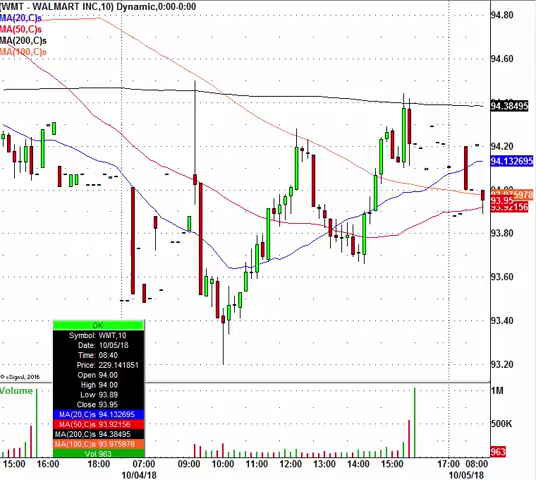 (WMT - WALMART INC,10) Dynamic,0:00-0:00
MA(20,C)s
MA(50,C)s
MA(200,C)s
MA(100,C)s
94.80
94.60
94.38495
94.20
94.132695
94.00
93.975978
93.95
93.92156
93.80
93.60
93.40
93.20
OK
Symbol: WMT,10
Date: 10/05/18
Time: 08:40
Price: 229.141851
Open 94.00
High 94.00
Low 93.89
Close 93.95
MA(20,C)s 94.132695
MA(50,C)s 93.92156
MA(200,C)s 94.38495
MA(100,C)s 93.975978
Vol 963
© eSignal, 2016
Volume
1M
500K
963
15:00 16:00 18:00 07:00 09:00 10:00 11:00 12:00 13:00 14:00 15:00 17:00 08:00
10/04/18 10/05/18